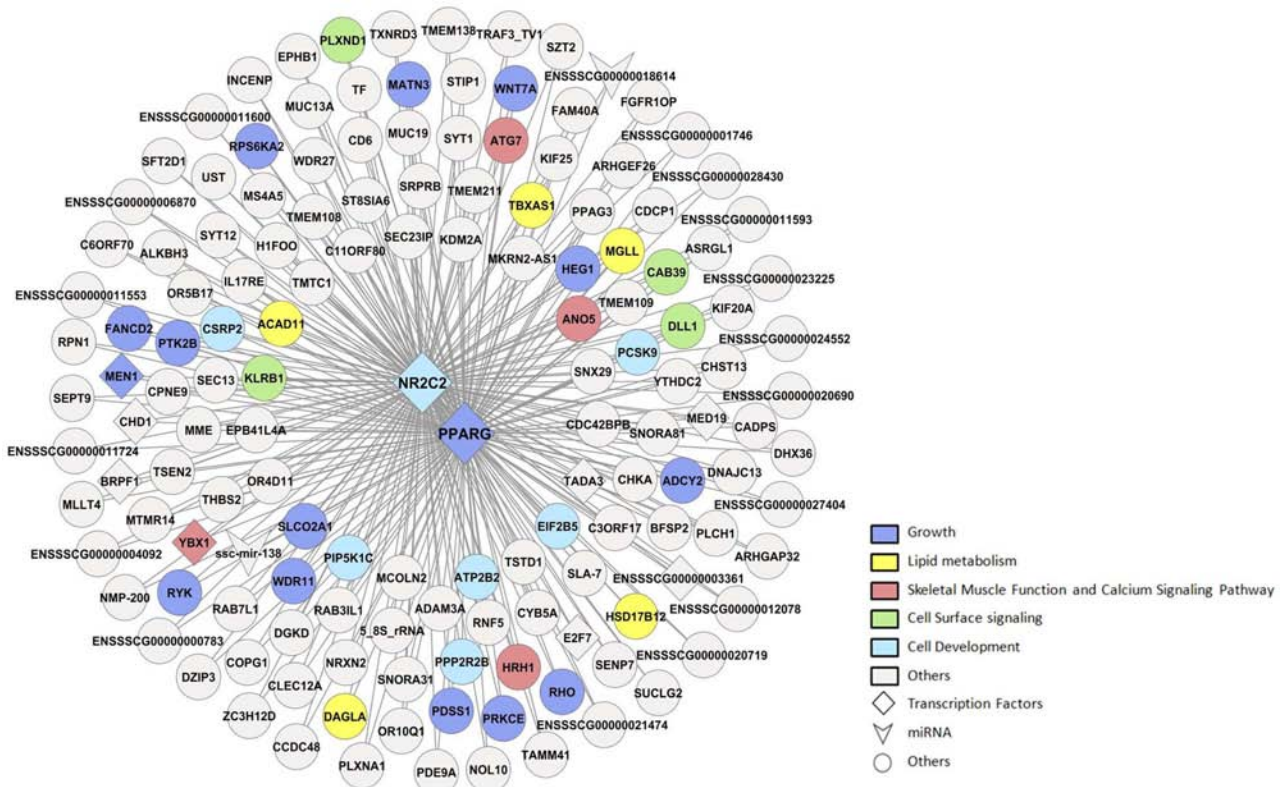 TMEM138
TXNRD3
TRAF3_TV1
PLXND1
SZT2
EPHB1
ENSSSCG00000018614
INCENP
TF
MATN3
STIP1
WNT7A
FGFR1OP
MUC13A
FAM40A
ENSSSCG00000011600
ENSSSCG00000001746
RPS6KA2
CD6
MUC19
SYT1
ATG7
WDR27
KIF25
SFT2D1
ARHGEF26
ENSSSCG00000028430
UST
MS4A5
ST8SIA6
SRPRB
TMEM211
ENSSSCG00000006870
TBXAS1
PPAG3
CDCP1
TMEM108
ENSSSCG00000011593
C6ORF70
SYT12
H1FOO
C11ORF80
SEC23IP
KDM2A
ALKBH3
MKRN2-AS1
MGLL
ASRGL1
HEG1
CAB39
ENSSSCG00000023225
ENSSSCG00000011553
OR5B17
IL17RE
TMTC1
TMEM109
KIF20A
FANCD2
CSRP2
ACAD11
ANO5
DLL1
RPN1
PTK2B
ENSSSCG00000024552
PCSK9
CHST13
MEN1
SEC13
KLRB1
NR2C2
SNX29
YTHDC2
SEPT9
CPNE9
ENSSSCG00000020690
CHD1
MME
EPB41L4A
PPARG
CDC42BPB
SNORA81
MED19
CADPS
ENSSSCG00000011724
DHX36
BRPF1
TSEN2
OR4D11
TADA3
CHKA
ADCY2
DNAJC13
MLLT4
THBS2
ENSSSCG00000027404
MTMR14
SLCO2A1
EIF2B5
C3ORF17
BFSP2
PLCH1
ENSSSCG00000004092
YBX1
ssc-mir-138
PIP5K1C
TSTD1
ARHGAP32
MCOLN2
ATP2B2
SLA-7
ENSSSCG00000003361
NMP-200
RYK
WDR11
RAB7L1
RAB3IL1
ADAM3A
CYB5A
HSD17B12
ENSSSCG00000012078
ENSSSCG00000000783
DGKD
5_8S_rRNA
RNF5
E2F7
ENSSSCG00000020719
COPG1
NRXN2
PPP2R2B
HRH1
SENP7
DZIP3
CLEC12A
SNORA31
RHO
SUCLG2
ZC3H12D
DAGLA
OR10Q1
PDSS1
PRKCE
ENSSSCG00000021474
CCDC48
TAMM41
PLXNA1
PDE9A
NOL10
Growth
Lipid metabolism
Skeletal Muscle Function and Calcium Signaling Pathway
Cell Surface signaling
Cell Development
Others
Transcription Factors
miRNA
Others